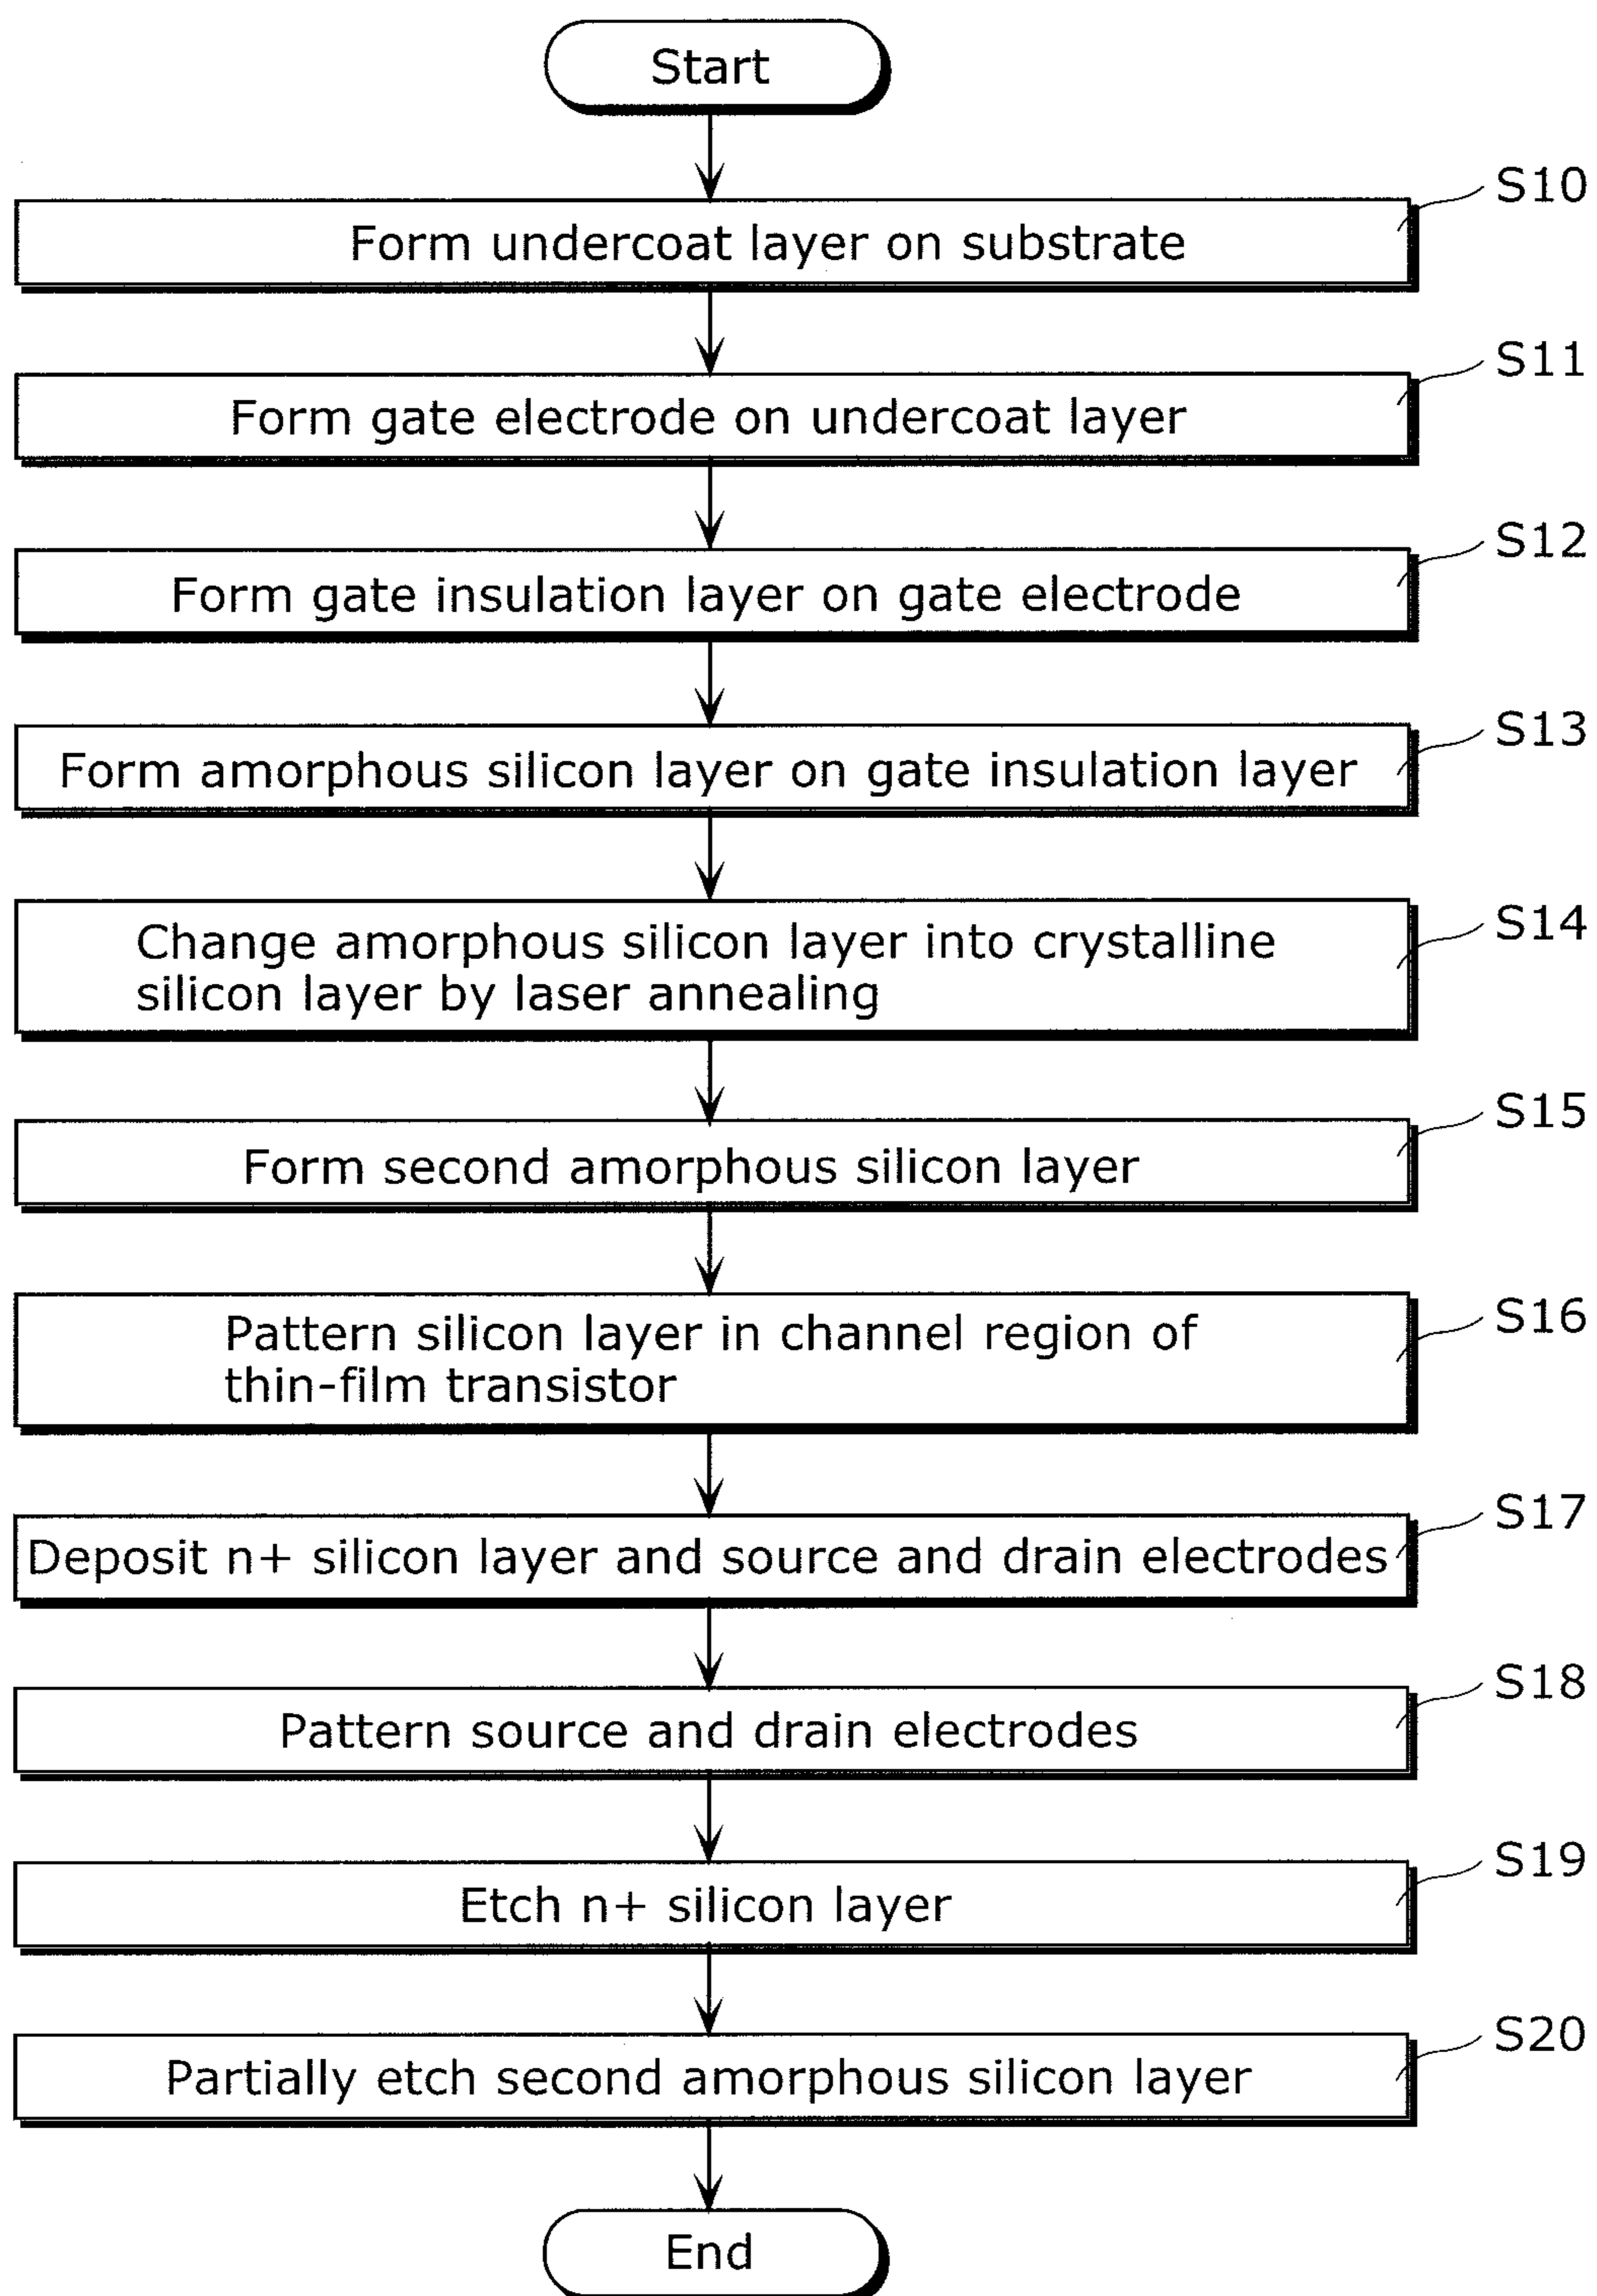 Start
S10
Form undercoat layer on substrate
S11
Form gate electrode on undercoat layer
S12
Form gate insulation layer on gate electrode
S13
Form amorphous silicon layer on gate insulation layer
S14
Change amorphous silicon layer into crystalline
silicon layer by laser annealing
S15
Form second amorphous silicon layer
S16
Pattern silicon layer in channel region of
thin-film transistor
S17
Deposit n+ silicon layer and source and drain electrodes
S18
Pattern source and drain electrodes
S19
Etch n+ silicon layer
S20
Partially etch second amorphous silicon layer
End